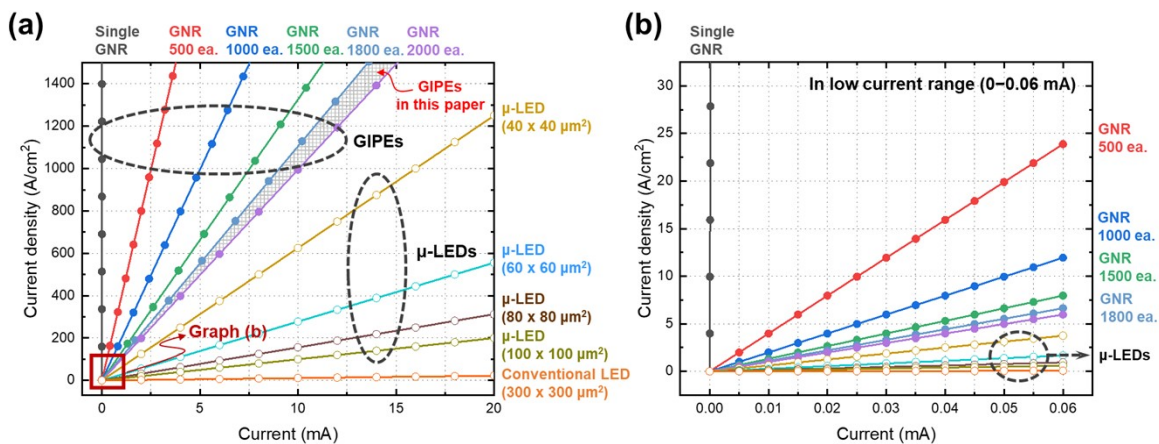 (a)
Single
GNR
GNR
500 ea.
GNR
1000 ea.
GNR
1500 ea.
GNR
1800 ea.
GNR
2000 ea.
Current density (A/cm²)
1400
1200
1000
800
600
400
200
0
GIPEs
in this paper
GIPEs
μ-LEDs
Graph (b)
μ-LED
(40 x 40 μm²)
μ-LED
(60 x 60 μm²)
μ-LED
(80 x 80 μm²)
μ-LED
(100 x 100 μm²)
Conventional LED
(300 x 300 μm²)
0 5 10 15 20
Current (mA)
(b)
Single
GNR
In low current range (0–0.06 mA)
Current density (A/cm²)
30
25
20
15
10
5
0
GNR
500 ea.
GNR
1000 ea.
GNR
1500 ea.
GNR
1800 ea.
μ-LEDs
0.00 0.01 0.02 0.03 0.04 0.05 0.06
Current (mA)